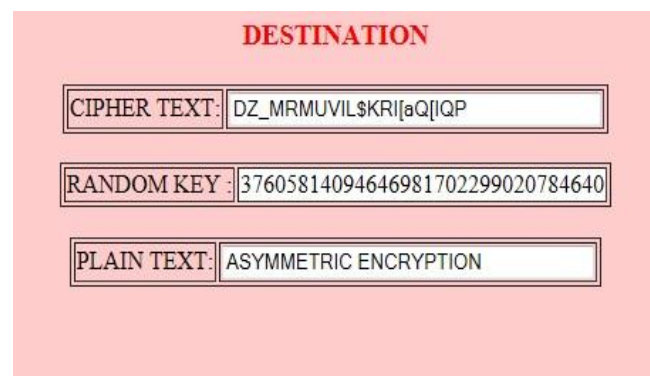 DESTINATION
CIPHER TEXT: DZ_MRMUVIL$KRI[aQ[IQP
RANDOM KEY : 37605814094646981702299020784640
PLAIN TEXT: ASYMMETRIC ENCRYPTION